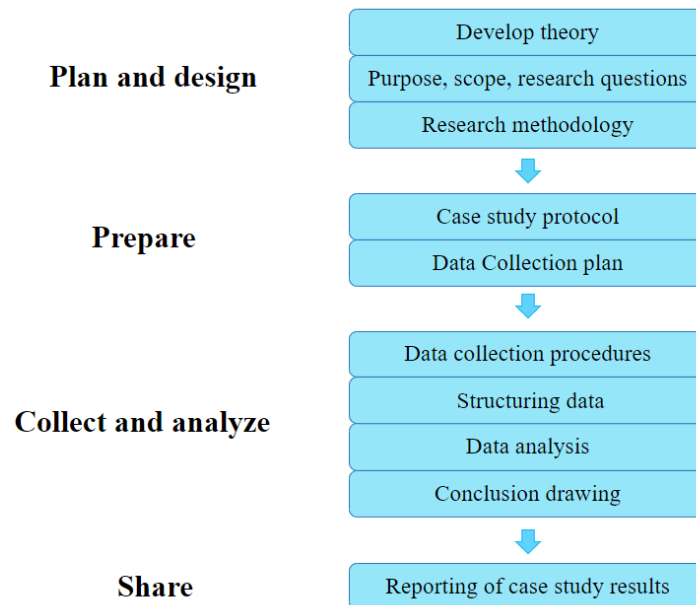 Plan and design
Develop theory
Purpose, scope, research questions
Research methodology
Prepare
Case study protocol
Data Collection plan
Collect and analyze
Data collection procedures
Structuring data
Data analysis
Conclusion drawing
Share
Reporting of case study results